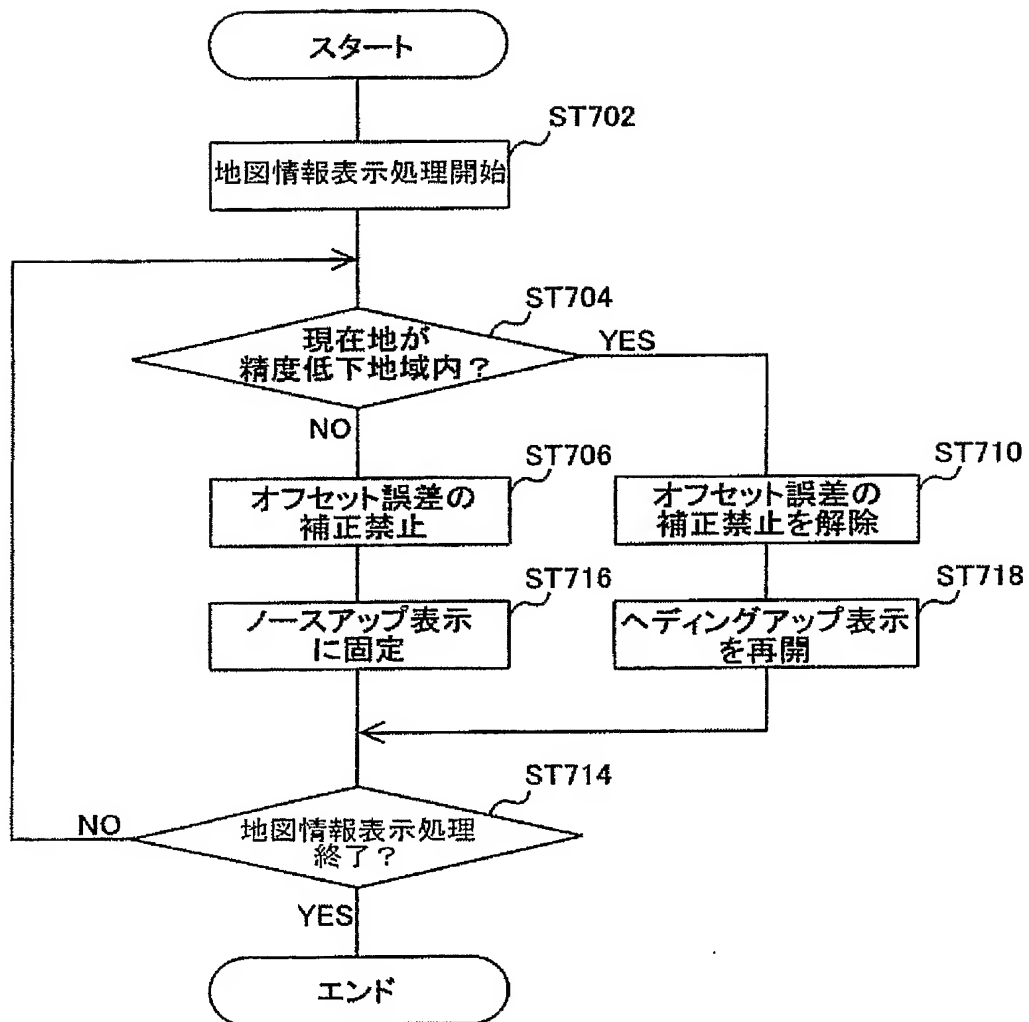 スタート
ST702
地図情報表示処理開始
ST704
現在地が
精度低下地域内？
YES
NO
ST706
オフセット誤差の
補正禁止
ST710
オフセット誤差の
補正禁止を解除
ST716
ノースアップ表示
に固定
ST718
ヘディングアップ表示
を再開
ST714
地図情報表示処理
終了？
NO
YES
エンド